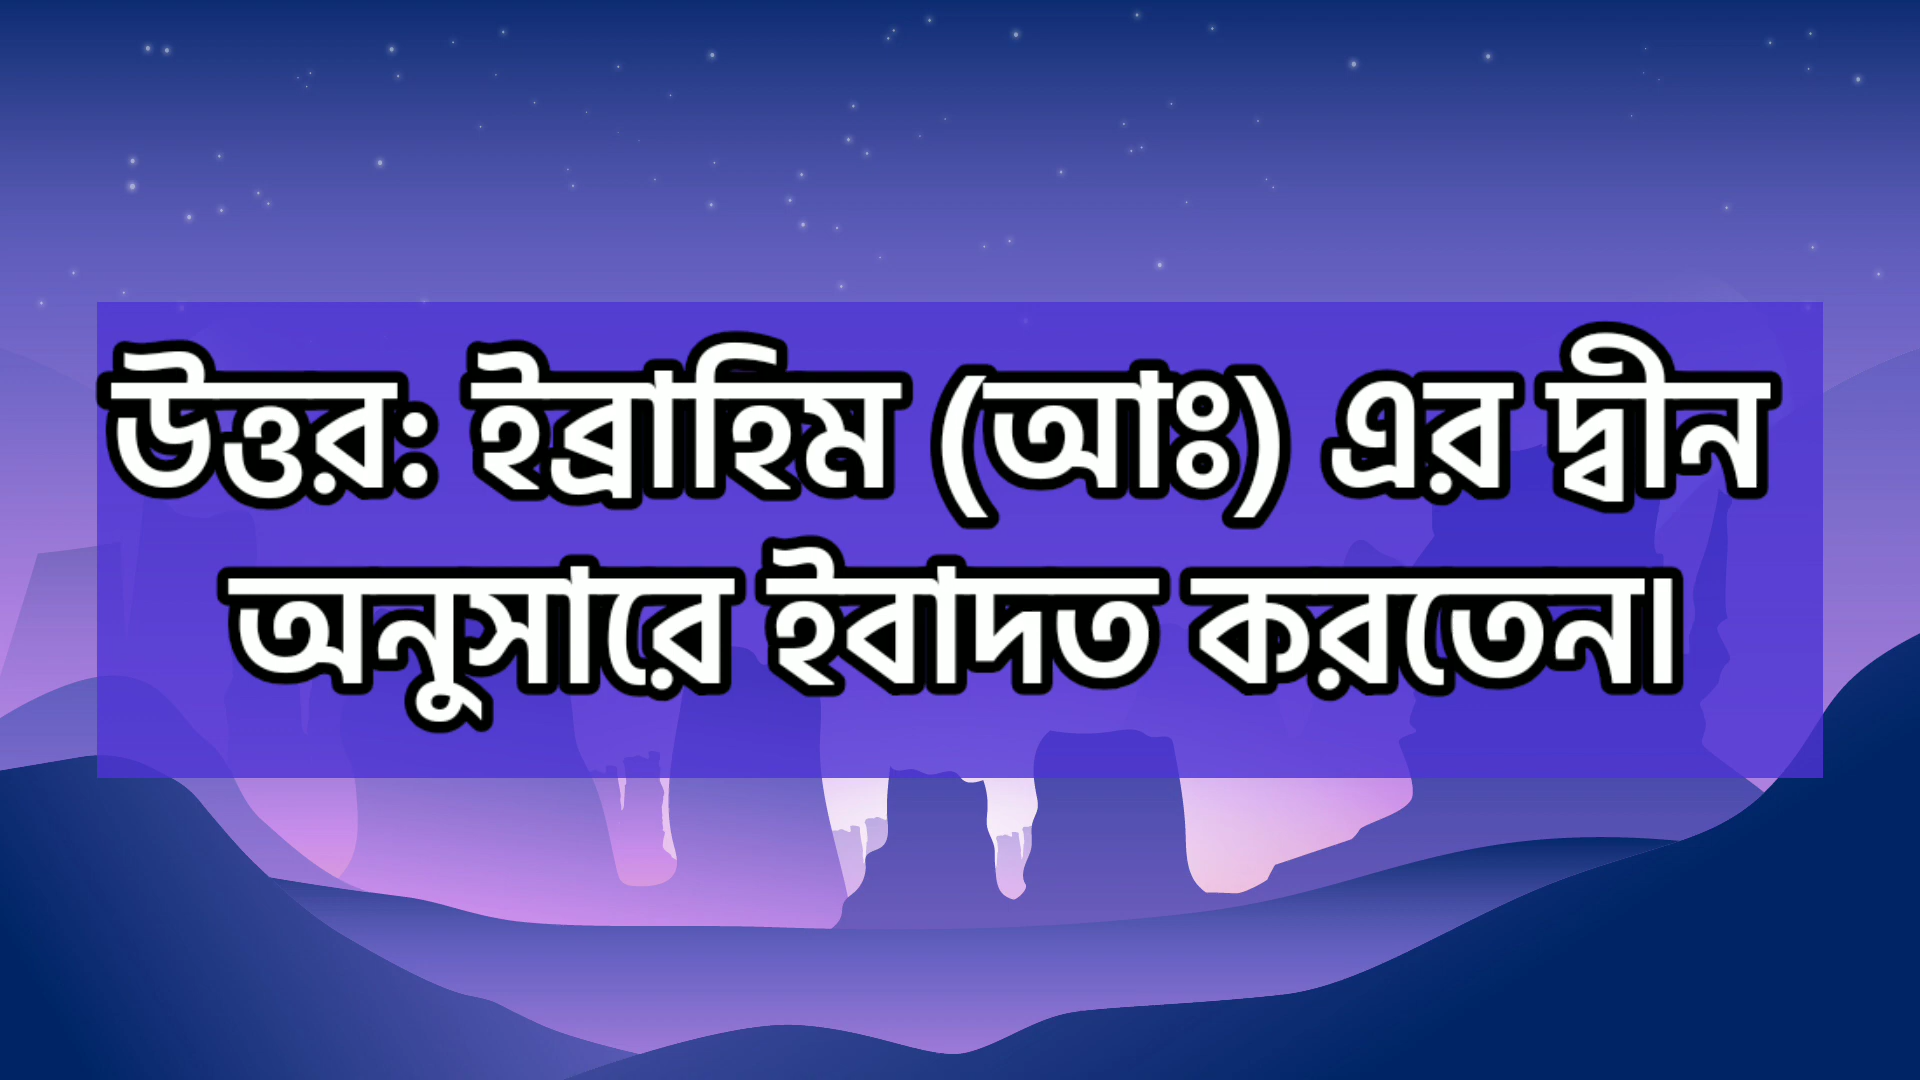 উত্তর: ইব্রাহিম (আঃ) এর দ্বীন
অনুসারে ইবাদত করতেন।